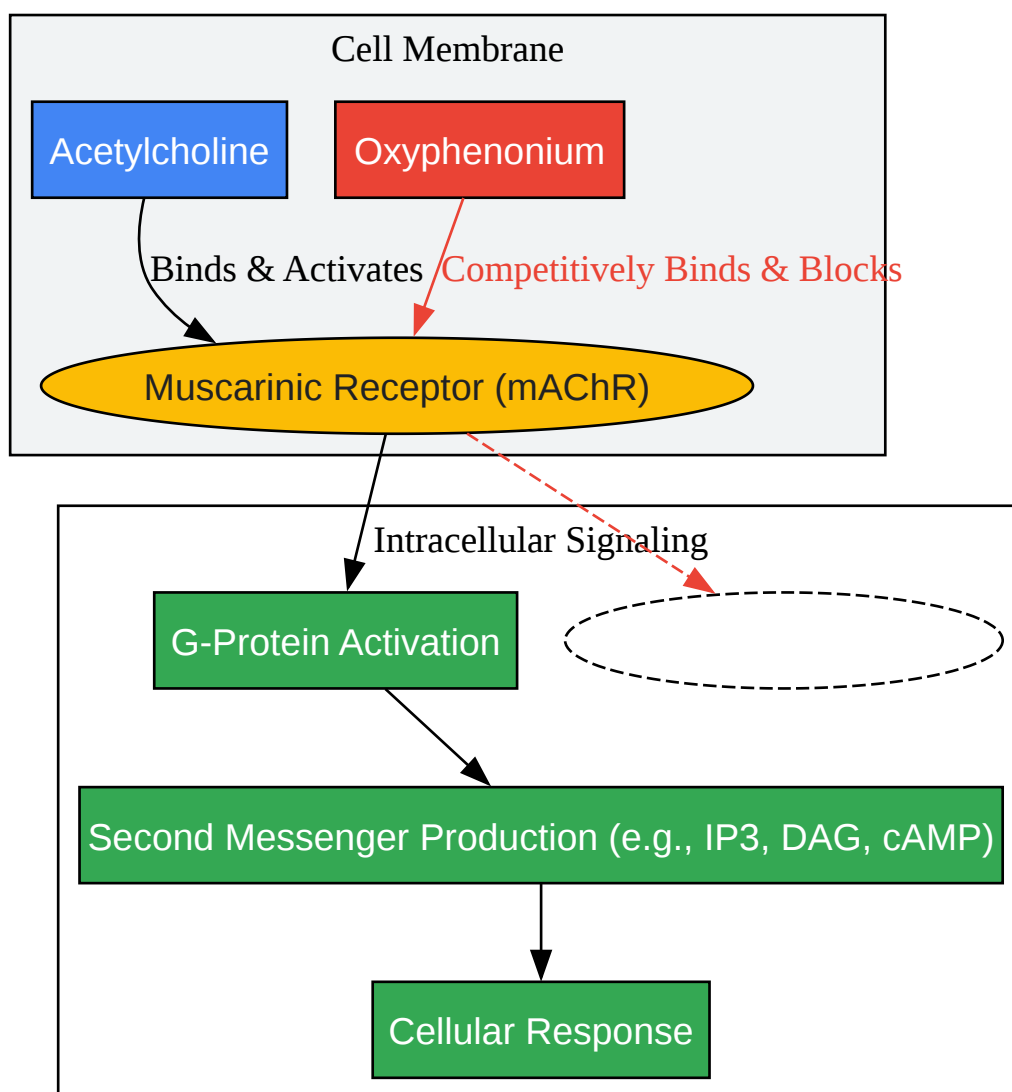 Cell Membrane
Acetylcholine
Oxyphenonium
Binds & Activates
Competitively Binds & Blocks
Muscarinic Receptor (mAChR)
Intracellular Signaling
G-Protein Activation
Second Messenger Production (e.g., IP3, DAG, cAMP)
Cellular Response